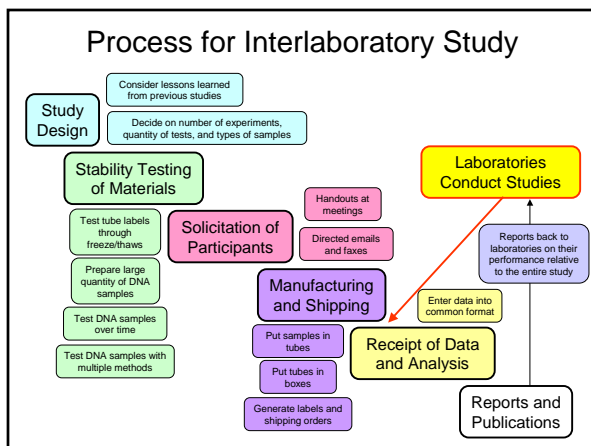 Process for Interlaboratory Study
Consider lessons learned
from previous studies
Study
Design
Decide on number of experiments,
quantity of tests, and types of samples
Stability Testing
of Materials
Laboratories
Conduct Studies
Test tube labels
through
freeze/thaws
Solicitation of
Participants
Handouts at
meetings
Directed emails
and faxes
Reports back to
laboratories on their
performance relative
to the entire study
Prepare large
quantity of DNA
samples
Manufacturing
and Shipping
Enter data into
common format
Test DNA samples
over time
Put samples in
tubes
Receipt of Data
and Analysis
Test DNA samples with
multiple methods
Put tubes in
boxes
Generate labels and
shipping orders
Reports and
Publications